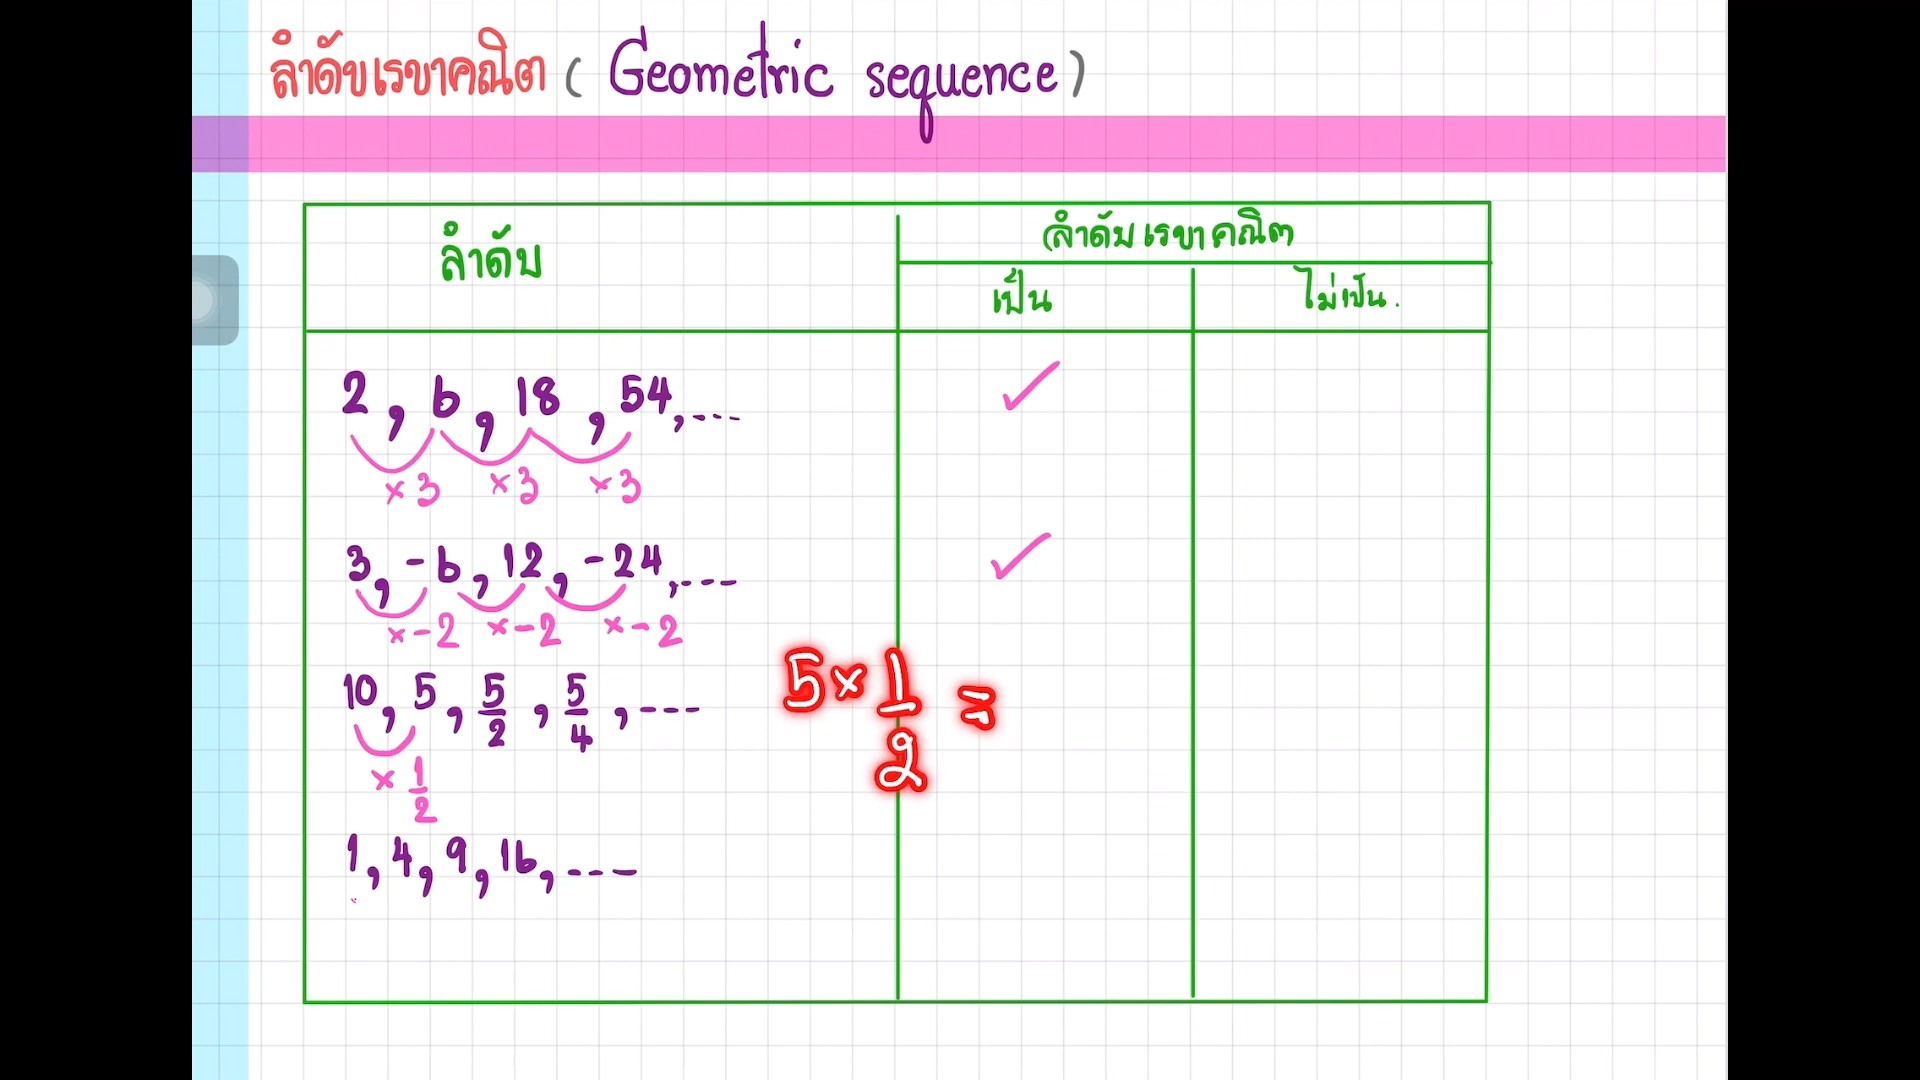 ลำดับเรขาคณิต ( Geometric sequence )
ลำดับ
ลำดับเรขาคณิต
เป็น
ไม่เป็น.
2 , 6 , 18 , 54 , ---
×3 ×3 ×3
3 , -6 , 12 , -24 , ---
×-2 ×-2 ×-2
10 , 5 , 5/2 , 5/4 , ---
× 1/2
5 × 1/2 =
1 , 4 , 9 , 16 , ---